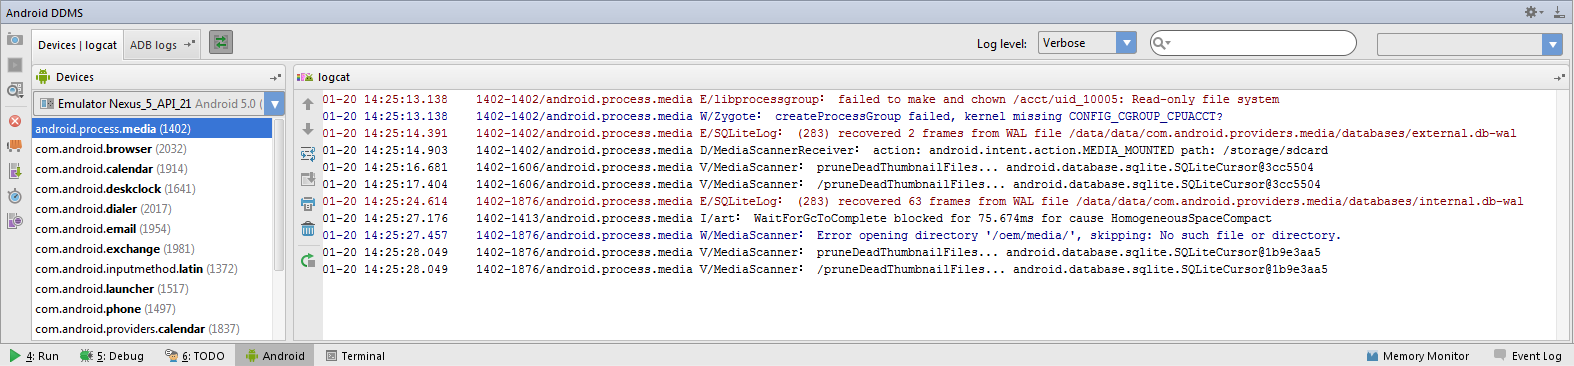 Android DDMS
Devices | logcat ADB logs Log level: Verbose
Devices logcat
Emulator Nexus_5_API_21 Android 5.0 (
android.process.media (1402)
com.android.browser (2032)
com.android.calendar (1914)
com.android.deskclock (1641)
com.android.dialer (2017)
com.android.email (1954)
com.android.exchange (1981)
com.android.inputmethod.latin (1372)
com.android.launcher (1517)
com.android.phone (1497)
com.android.providers.calendar (1837)
01-20 14:25:13.138 1402-1402/android.process.media E/libprocessgroup: failed to make and chown /acct/uid_10005: Read-only file system
01-20 14:25:13.138 1402-1402/android.process.media W/Zygote: createProcessGroup failed, kernel missing CONFIG_CGROUP_CPUACCT?
01-20 14:25:14.391 1402-1402/android.process.media E/SQLiteLog: (283) recovered 2 frames from WAL file /data/data/com.android.providers.media/databases/external.db-wal
01-20 14:25:14.903 1402-1402/android.process.media D/MediaScannerReceiver: action: android.intent.action.MEDIA_MOUNTED path: /storage/sdcard
01-20 14:25:16.681 1402-1606/android.process.media V/MediaScanner: pruneDeadThumbnailFiles... android.database.sqlite.SQLiteCursor@3cc5504
01-20 14:25:17.404 1402-1606/android.process.media V/MediaScanner: /pruneDeadThumbnailFiles... android.database.sqlite.SQLiteCursor@3cc5504
01-20 14:25:24.614 1402-1876/android.process.media E/SQLiteLog: (283) recovered 63 frames from WAL file /data/data/com.android.providers.media/databases/internal.db-wal
01-20 14:25:27.176 1402-1413/android.process.media I/art: WaitForGcToComplete blocked for 75.674ms for cause HomogeneousSpaceCompact
01-20 14:25:27.457 1402-1876/android.process.media W/MediaScanner: Error opening directory '/oem/media/', skipping: No such file or directory.
01-20 14:25:28.049 1402-1876/android.process.media V/MediaScanner: pruneDeadThumbnailFiles... android.database.sqlite.SQLiteCursor@1b9e3aa5
01-20 14:25:28.049 1402-1876/android.process.media V/MediaScanner: /pruneDeadThumbnailFiles... android.database.sqlite.SQLiteCursor@1b9e3aa5
4: Run 5: Debug 6: TODO Android Terminal Memory Monitor Event Log